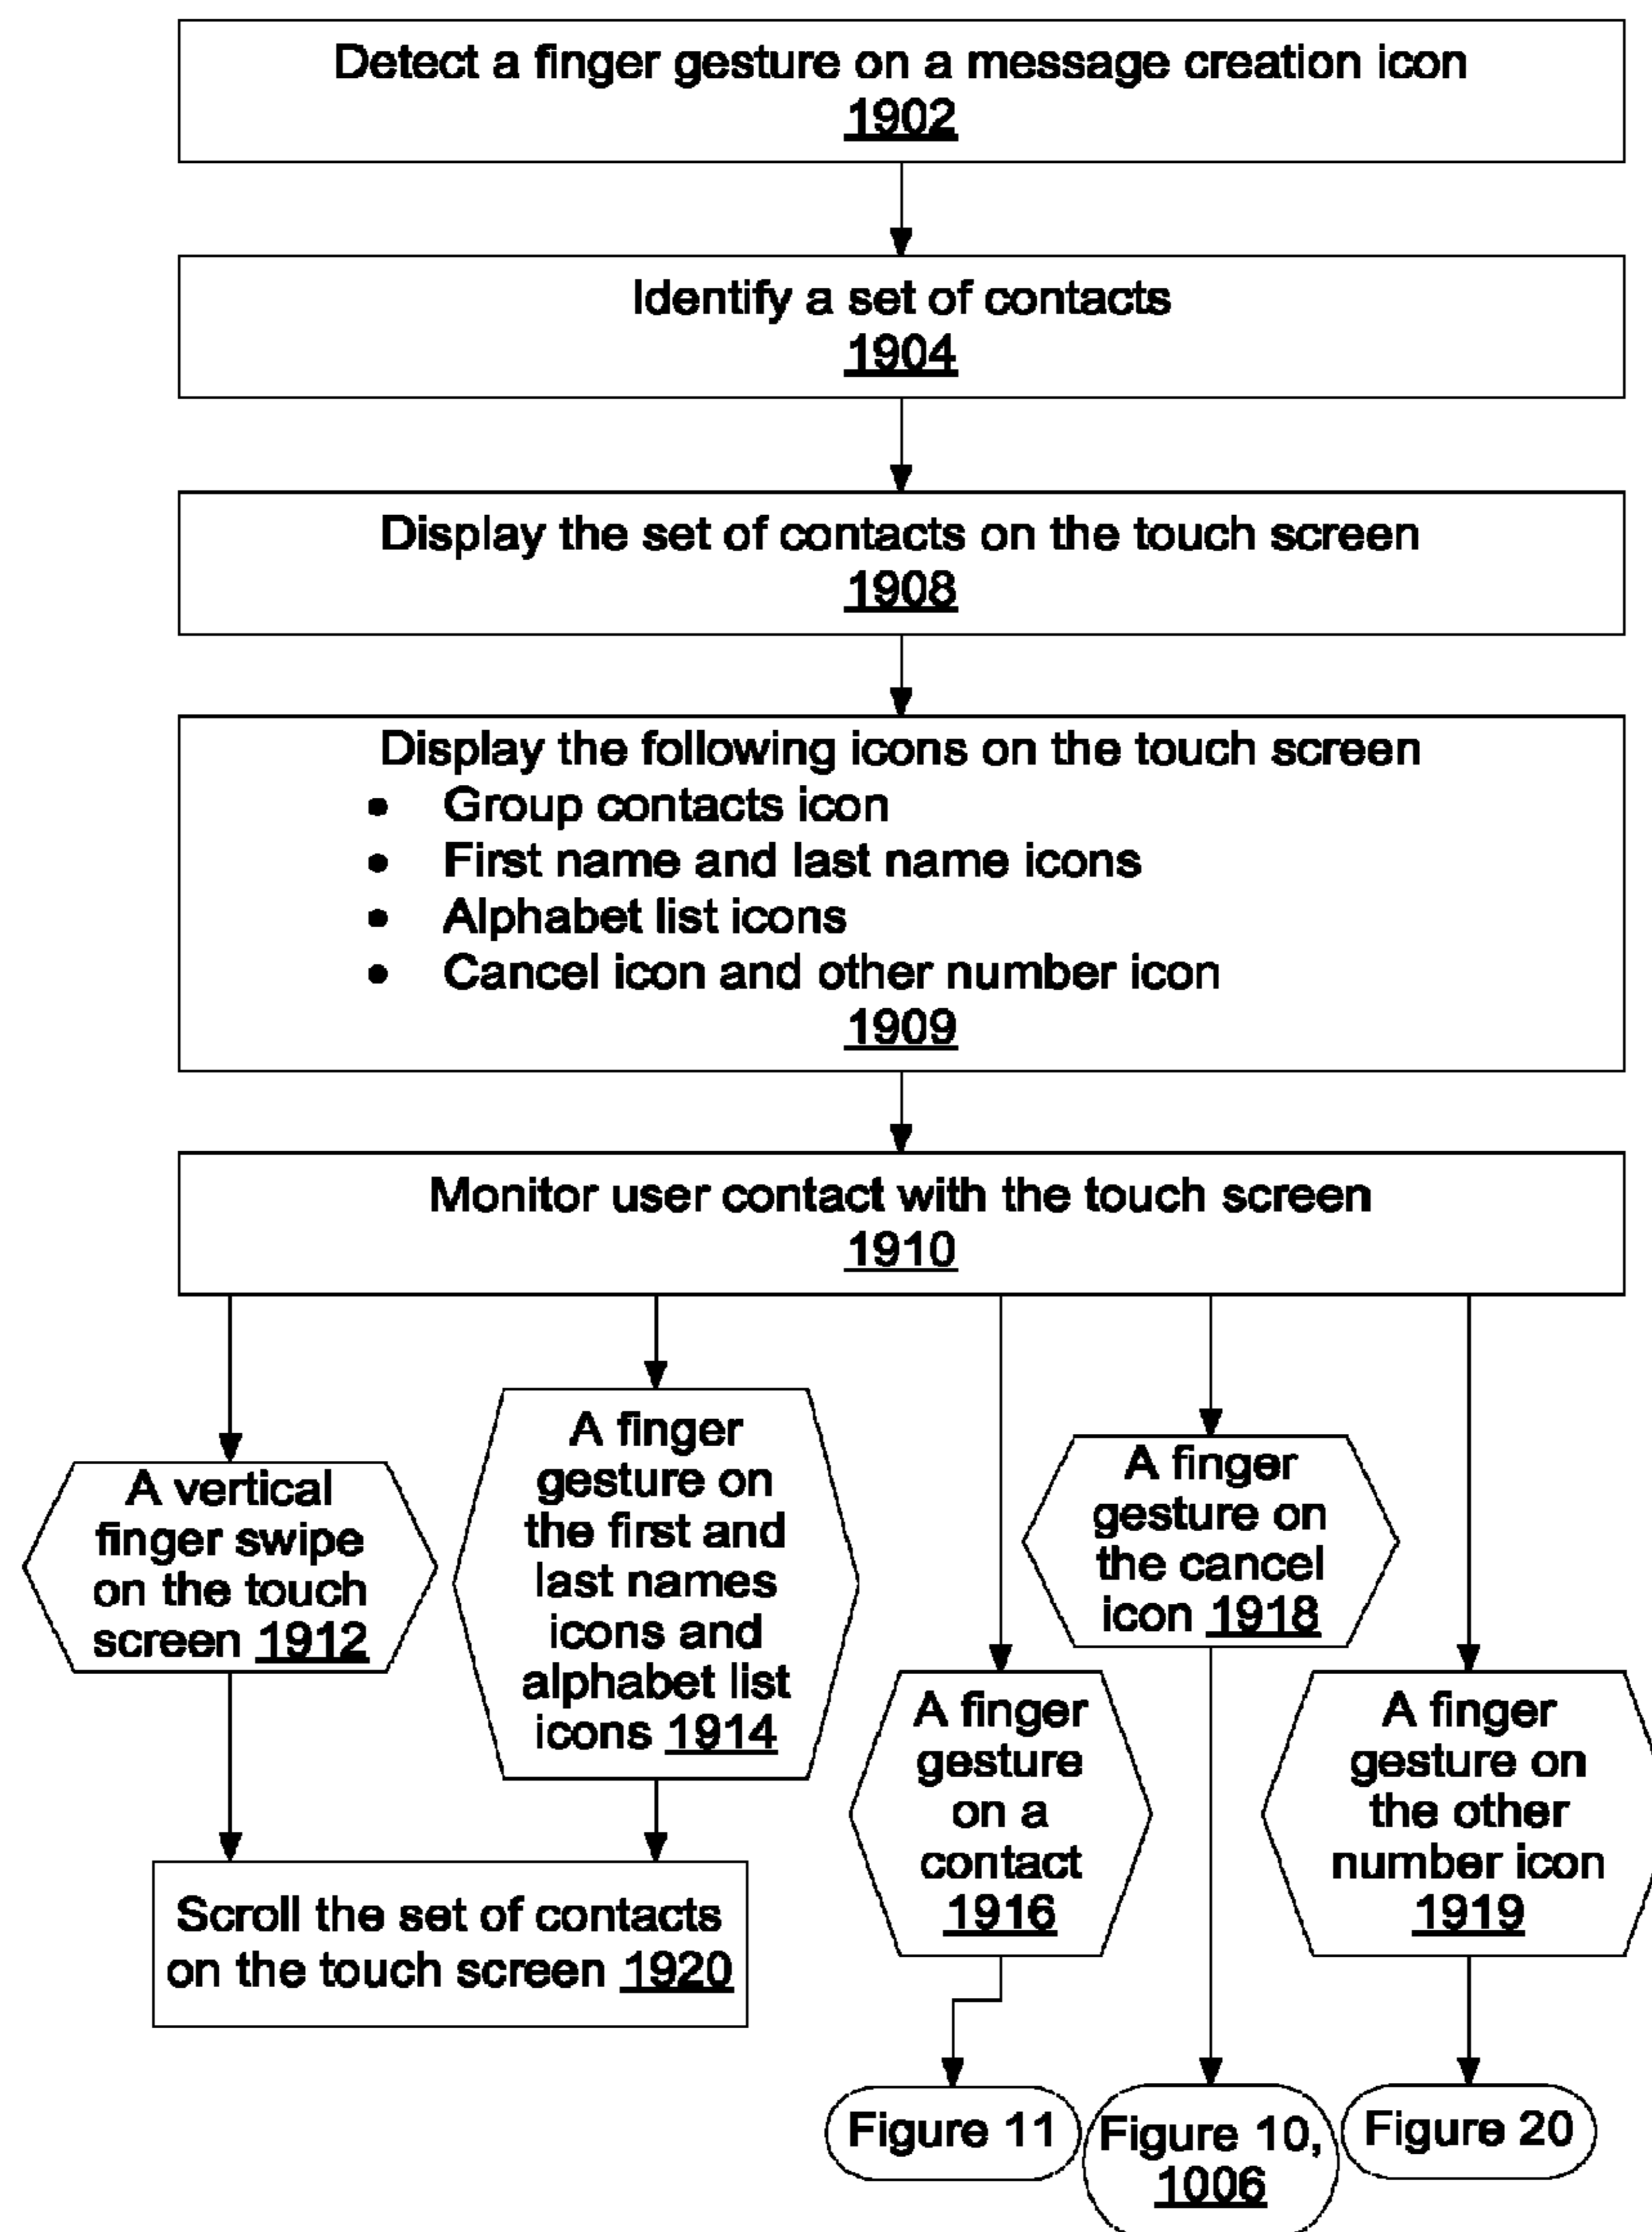 Detect a finger gesture on a message creation icon
1902
Identify a set of contacts
1904
Display the set of contacts on the touch screen
1908
Display the following icons on the touch screen
• Group contacts icon
• First name and last name icons
• Alphabet list icons
• Cancel icon and other number icon
1909
Monitor user contact with the touch screen
1910
A vertical
finger swipe
on the touch
screen 1912
A finger
gesture on
the first and
last names
icons and
alphabet list
icons 1914
A finger
gesture
on a
contact
1916
A finger
gesture on
the cancel
icon 1918
A finger
gesture on
the other
number icon
1919
Scroll the set of contacts
on the touch screen 1920
Figure 11
Figure 10,
1006
Figure 20